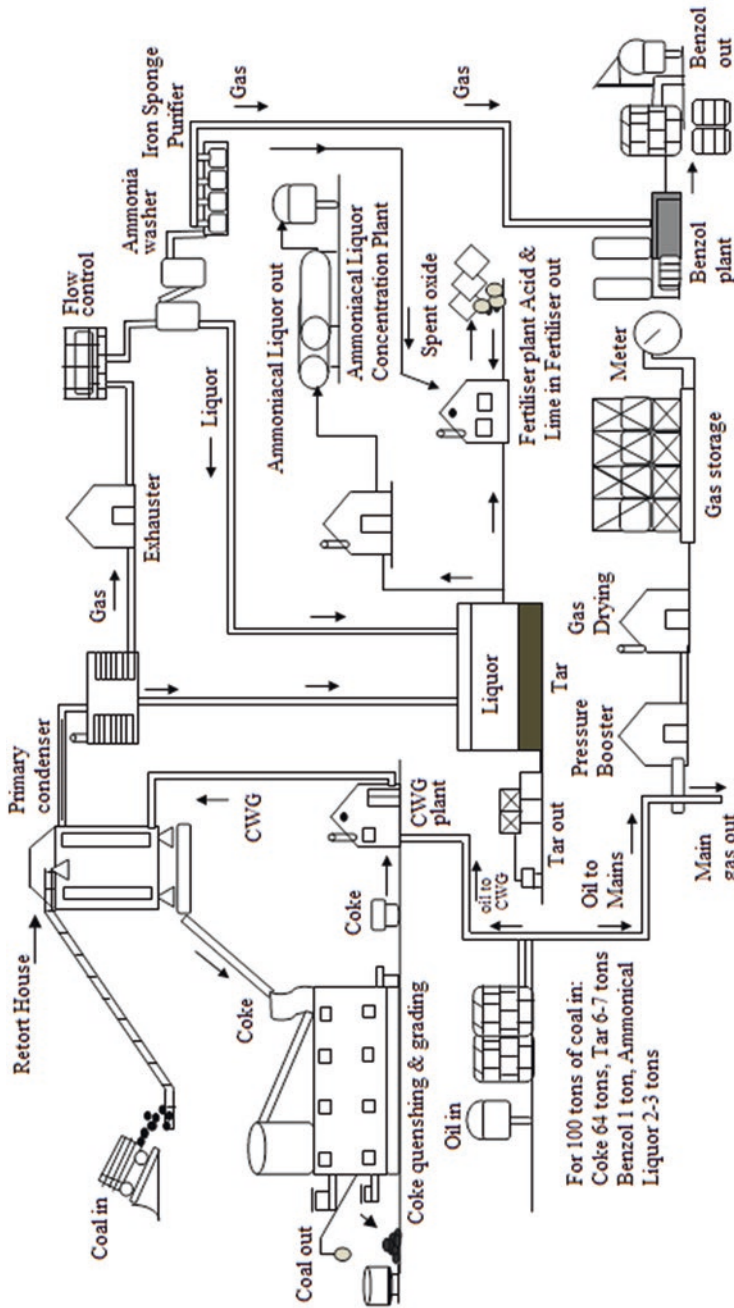 Coal in
Retort House
Primary
condenser
Gas
Exhauster
Flow
control
Ammonia
washer
Iron Sponge
Purifier
Gas
Gas
Coke
CWG
Liquor
Ammoniacal Liquor out
Ammoniacal Liquor
Concentration Plant
Coal out
Coke quenshing & grading
Coke
CWG
plant
Liquor
Tar
Spent oxide
Fertiliser plant Acid &
Lime in Fertiliser out
Oil in
oil to
CWG
Tar out
Oil to
Mains
Pressure
Booster
Gas
Drying
Meter
Gas storage
Benzol
plant
Benzol
out
Main
gas out
For 100 tons of coal in:
Coke 64 tons, Tar 6-7 tons
Benzol 1 ton, Ammonical
Liquor 2-3 tons